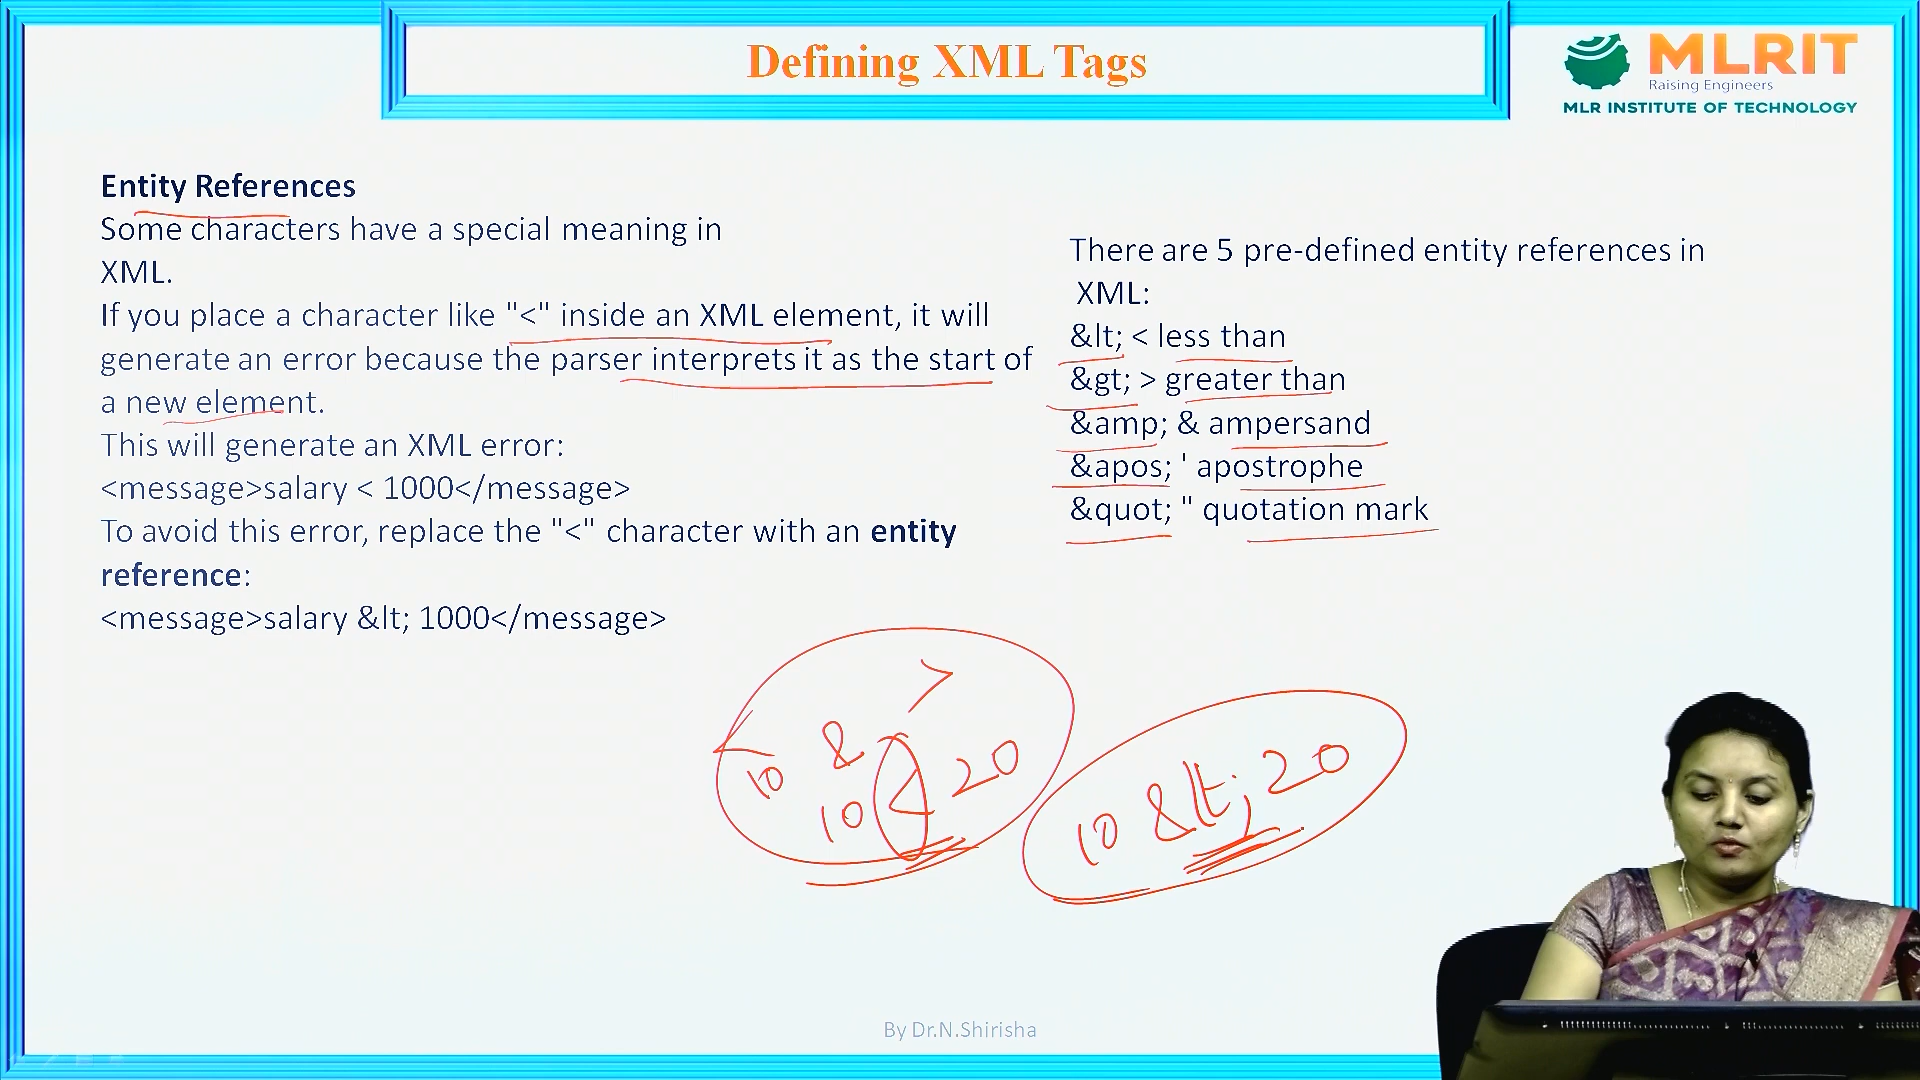 Defining XML Tags
MLRIT
Raising Engineers
MLR INSTITUTE OF TECHNOLOGY
Entity References
Some characters have a special meaning in
XML.
If you place a character like "<" inside an XML element, it will
generate an error because the parser interprets it as the start of
a new element.
This will generate an XML error:
<message>salary < 1000</message>
To avoid this error, replace the "<" character with an entity
reference:
<message>salary &lt; 1000</message>
There are 5 pre-defined entity references in
XML:
&lt; < less than
&gt; > greater than
&amp; & ampersand
&apos; ' apostrophe
&quot; " quotation mark
>
< &
10
10 < 20
10 &lt; 20
By Dr.N.Shirisha